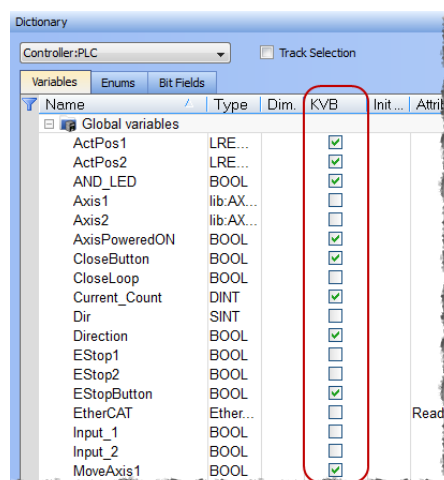 Dictionary
Controller:PLC Track Selection
Variables Enums Bit Fields
Name Type Dim. KVB Init ... Attrib
Global variables
ActPos1 LRE...
ActPos2 LRE...
AND_LED BOOL
Axis1 lib:AX...
Axis2 lib:AX...
AxisPoweredON BOOL
CloseButton BOOL
CloseLoop BOOL
Current_Count DINT
Dir SINT
Direction BOOL
EStop1 BOOL
EStop2 BOOL
EStopButton BOOL
EtherCAT Ether... Read
Input_1 BOOL
Input_2 BOOL
MoveAxis1 BOOL